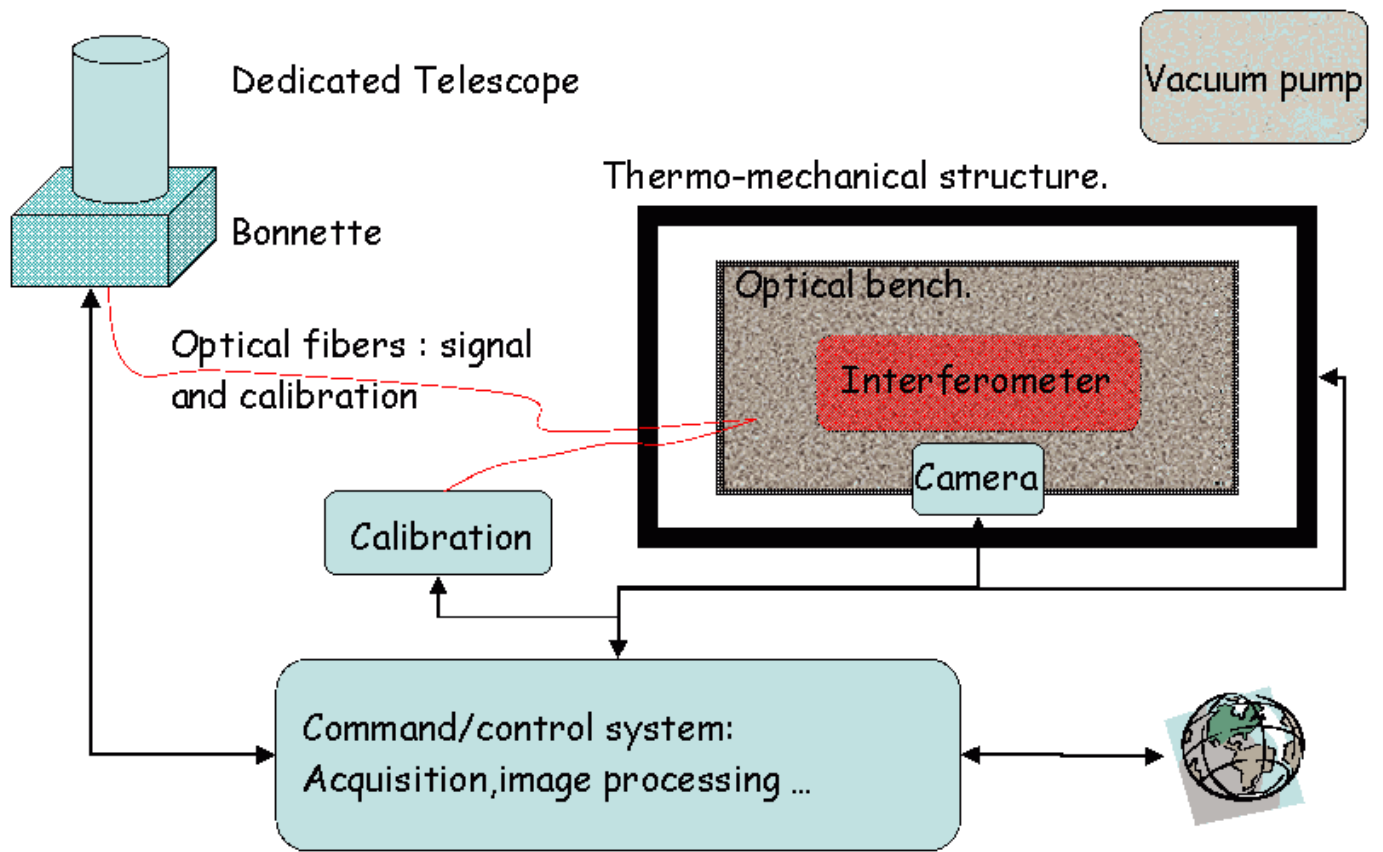 Dedicated Telescope
Vacuum pump
Thermo-mechanical structure.
Bonnette
Optical bench.
Optical fibers : signal
and calibration
Interferometer
Camera
Calibration
Command/control system:
Acquisition,image processing ...